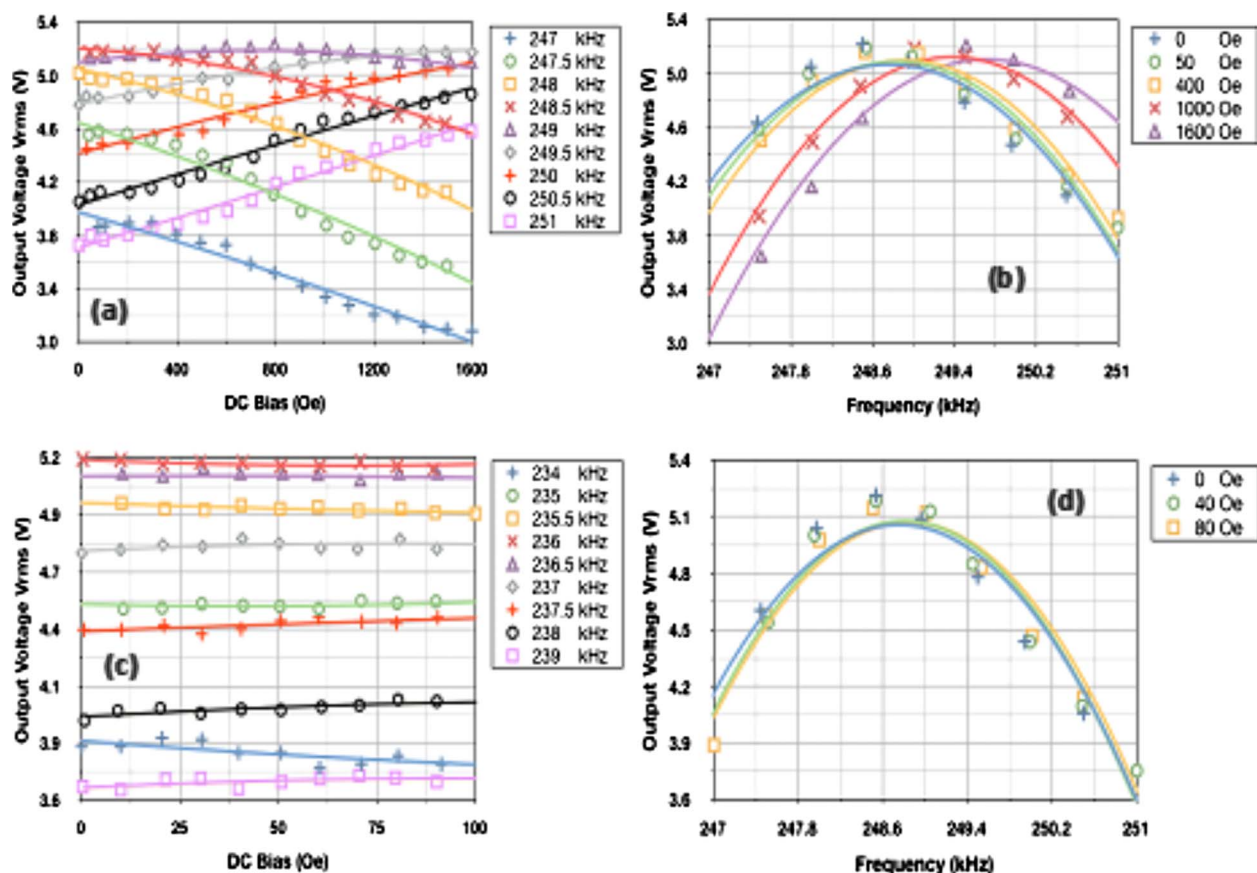 Output Voltage Vrms (V)
5.4
5.0
4.6
4.2
3.8
3.4
3.0
0
400
800
1200
1600
DC Bias (Oe)
(a)
247 kHz
247.5 kHz
248 kHz
248.5 kHz
249 kHz
249.5 kHz
250 kHz
250.5 kHz
251 kHz
Output Voltage Vrms (V)
5.4
5.0
4.6
4.2
3.8
3.4
3.0
247
247.8
248.6
249.4
250.2
251
Frequency (kHz)
(b)
0 Oe
50 Oe
400 Oe
1000 Oe
1600 Oe
Output Voltage Vrms (V)
5.2
4.9
4.7
4.4
4.1
3.9
3.6
0
25
50
75
100
DC Bias (Oe)
(c)
234 kHz
235 kHz
235.5 kHz
236 kHz
236.5 kHz
237 kHz
237.5 kHz
238 kHz
239 kHz
Output Voltage Vrms (V)
5.4
5.1
4.8
4.5
4.2
3.9
3.6
247
247.8
248.6
249.4
250.2
251
Frequency (kHz)
(d)
0 Oe
40 Oe
80 Oe